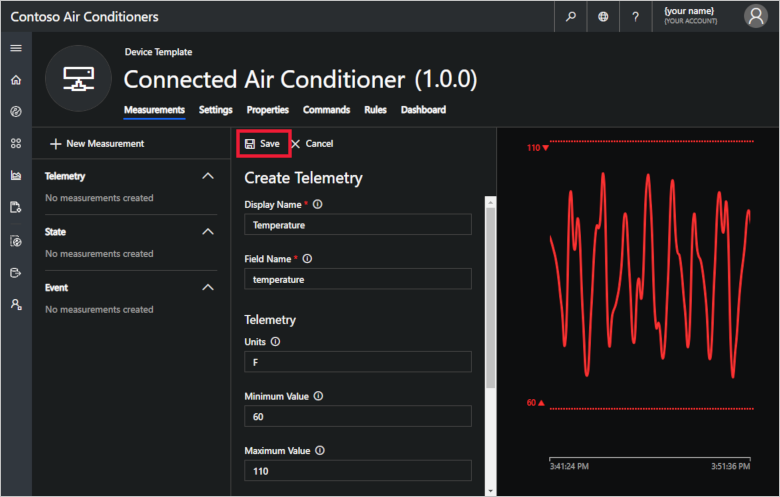 Contoso Air Conditioners
?
{your name}
{YOUR ACCOUNT}
Device Template
Connected Air Conditioner (1.0.0)
Measurements Settings Properties Commands Rules Dashboard
+ New Measurement
Telemetry
No measurements created
State
No measurements created
Event
No measurements created
Save Cancel
Create Telemetry
Display Name *
Temperature
Field Name *
temperature
Telemetry
Units
F
Minimum Value
60
Maximum Value
110
110
60
3:41:24 PM 3:51:36 PM